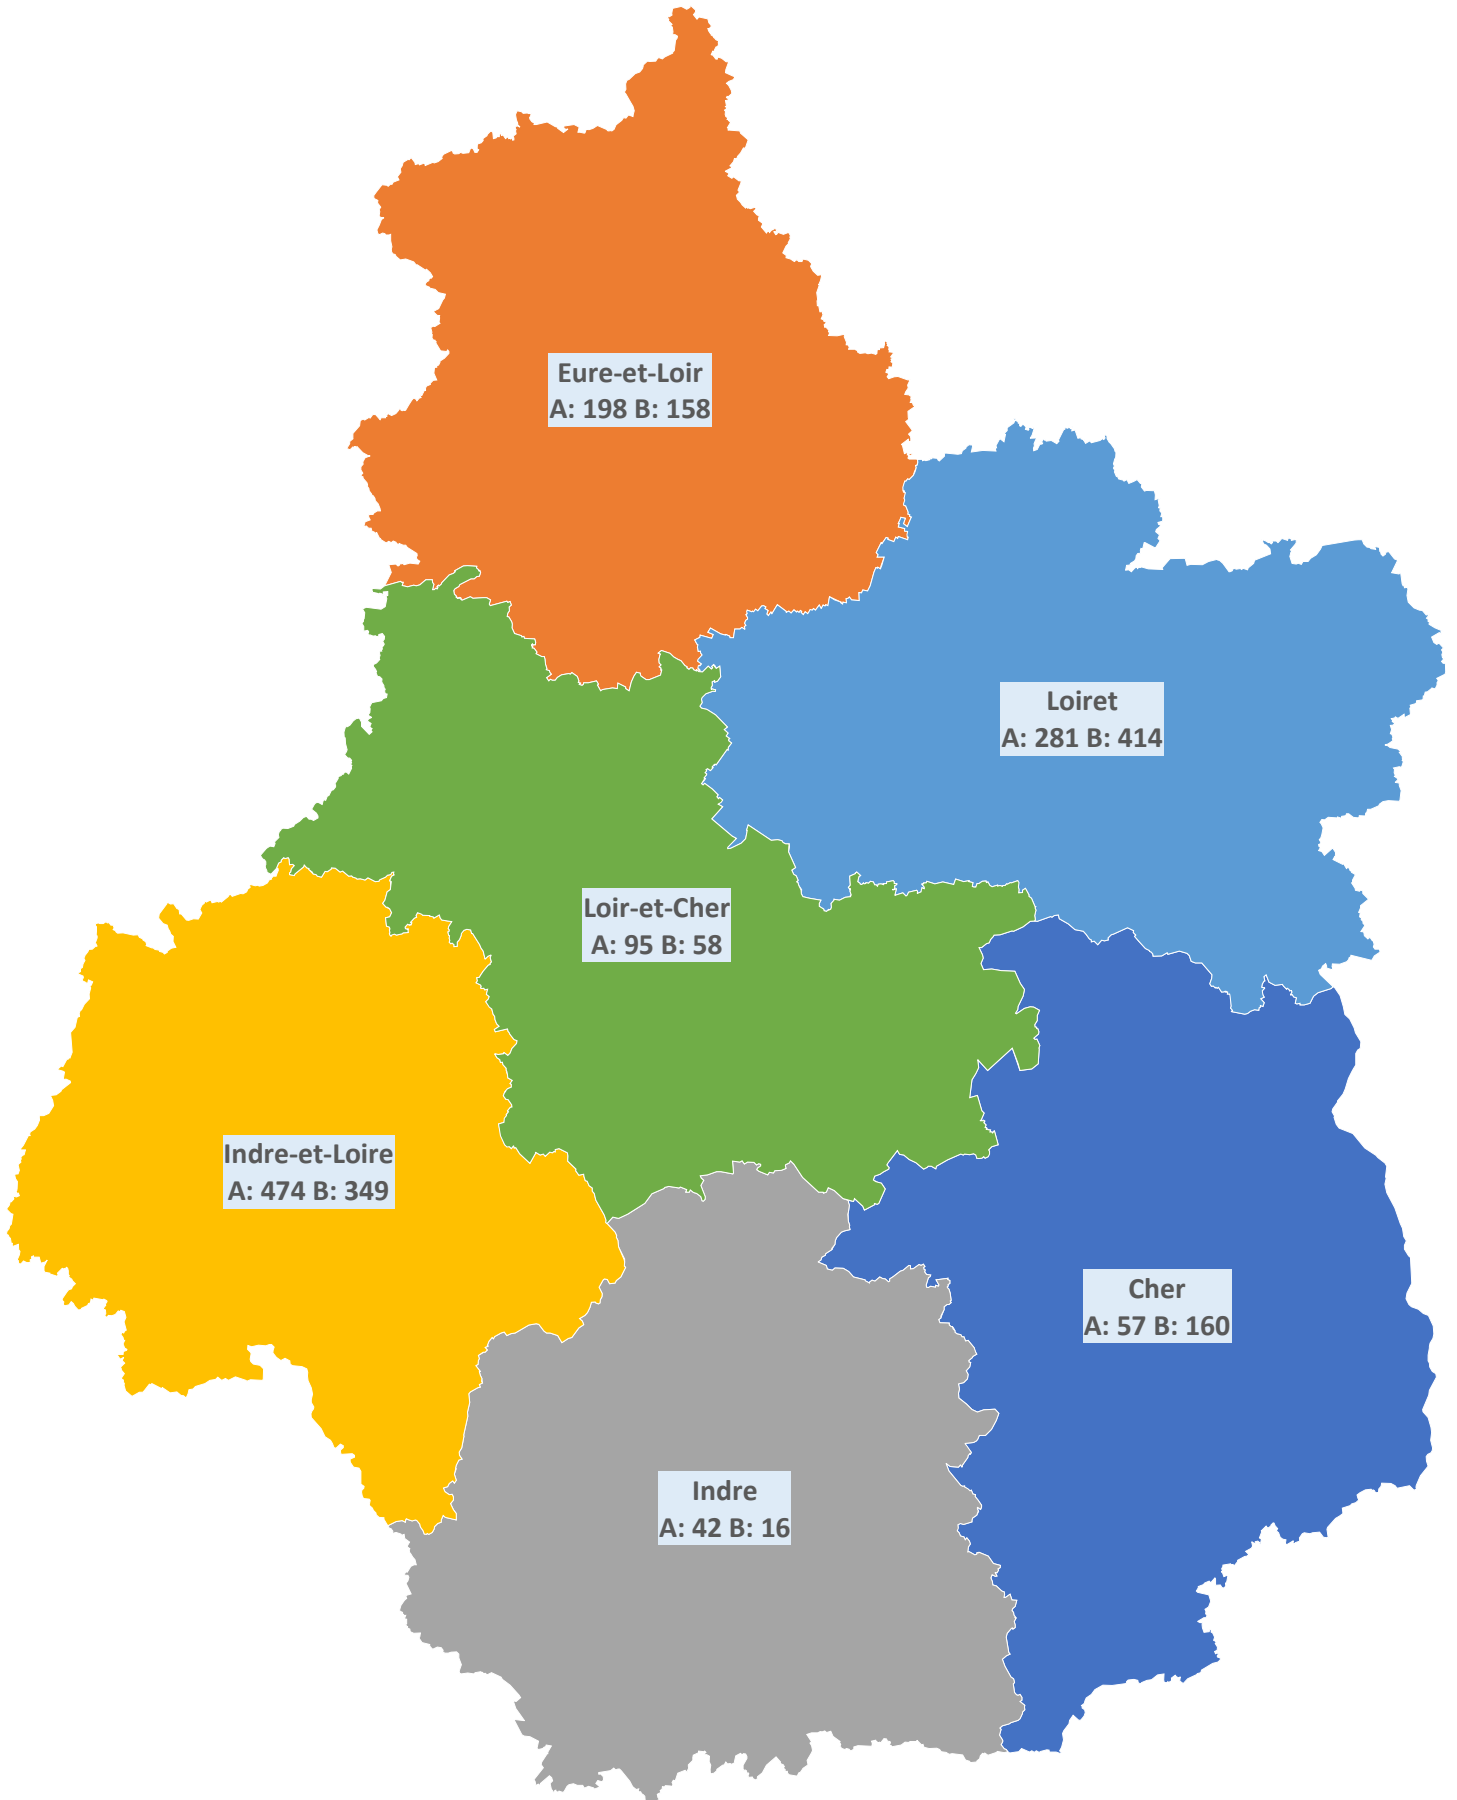 Eure-et-Loir
A: 198 B: 158
Loiret
A: 281 B: 414
Loir-et-Cher
A: 95 B: 58
Indre-et-Loire
A: 474 B: 349
Cher
A: 57 B: 160
Indre
A: 42 B: 16